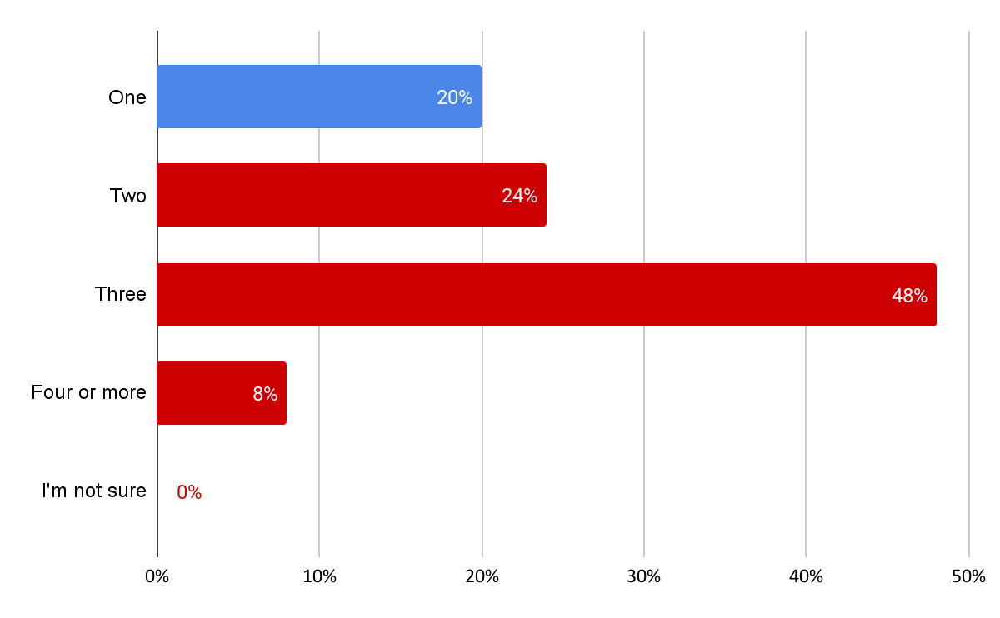 One
20%
Two
24%
Three
48%
Four or more
8%
I'm not sure
0%
0%
10%
20%
30%
40%
50%